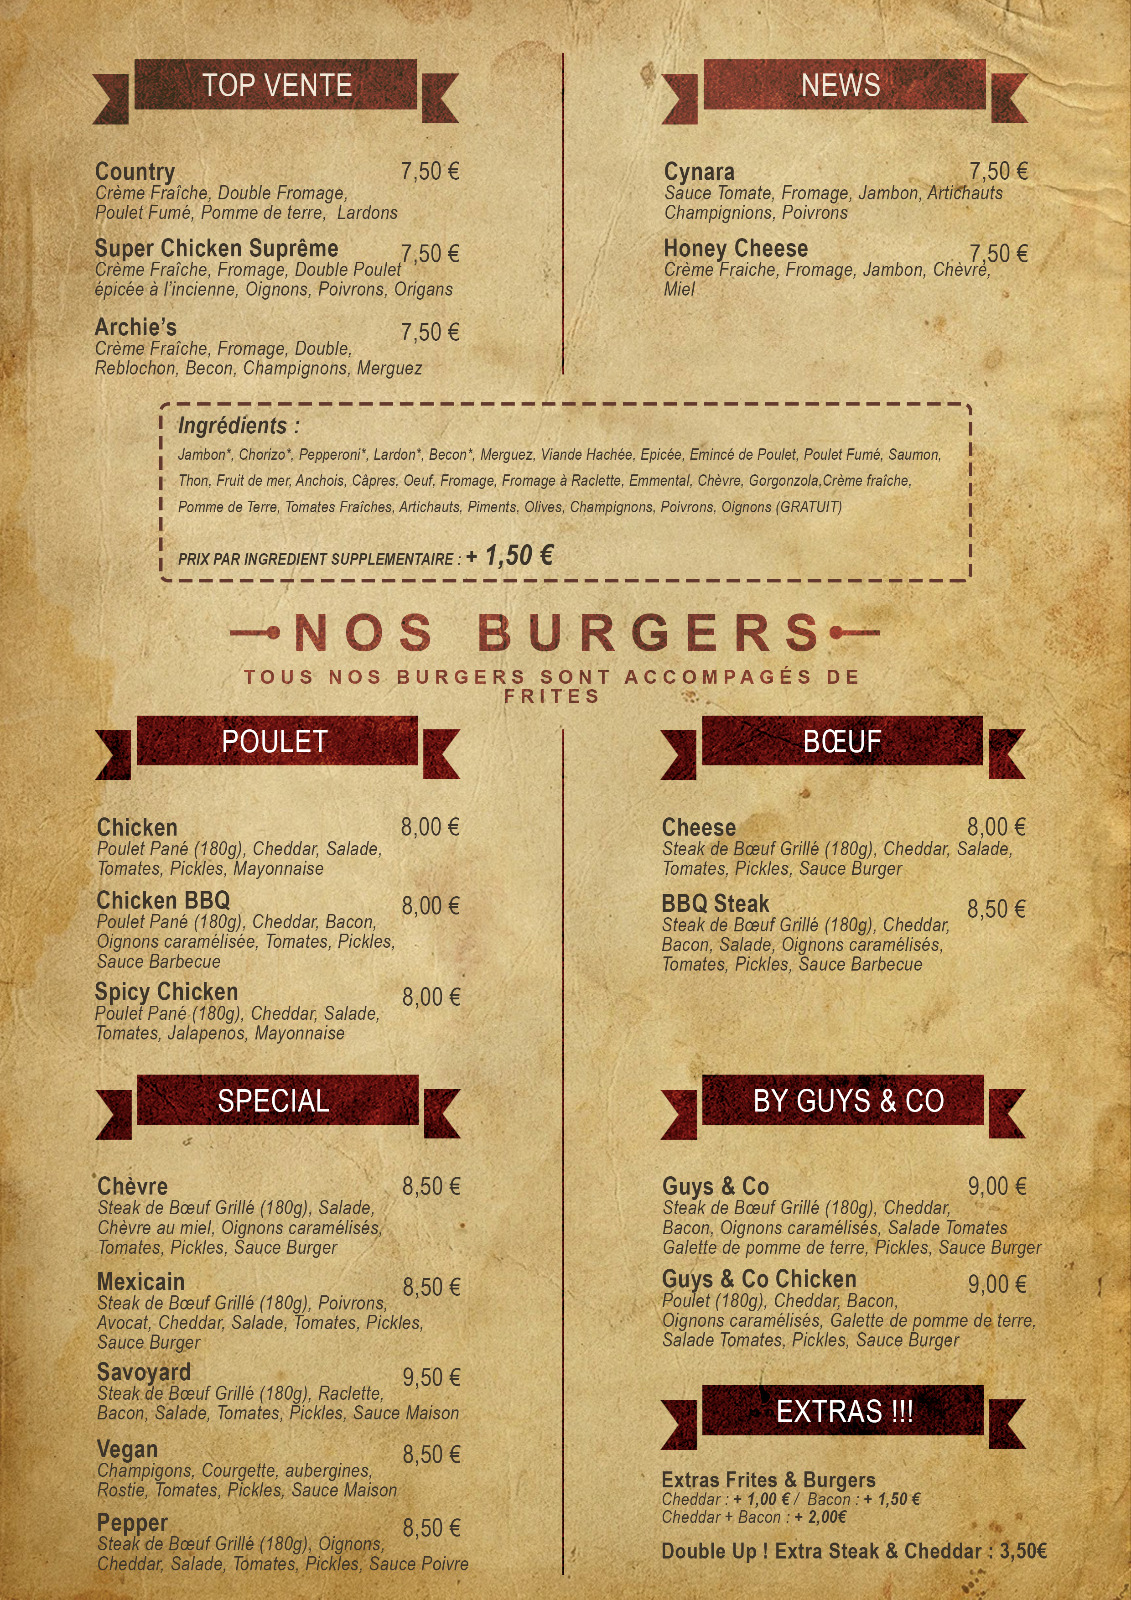 TOP VENTE
Country 7,50 €
Crème Fraîche, Double Fromage,
Poulet Fumé, Pomme de terre, Lardons
Super Chicken Suprême 7,50 €
Crème Fraîche, Fromage, Double Poulet
épicée à l'incienne, Oignons, Poivrons, Origans
Archie's 7,50 €
Crème Fraîche, Fromage, Double,
Reblochon, Becon, Champignons, Merguez
NEWS
Cynara 7,50 €
Sauce Tomate, Fromage, Jambon, Artichauts
Champignions, Poivrons
Honey Cheese 7,50 €
Crème Fraiche, Fromage, Jambon, Chèvre,
Miel
Ingrédients :
Jambon*, Chorizo*, Pepperoni*, Lardon*, Becon*, Merguez, Viande Hachée, Epicée, Emincé de Poulet, Poulet Fumé, Saumon,
Thon, Fruit de mer, Anchois, Câpres, Oeuf, Fromage, Fromage à Raclette, Emmental, Chèvre, Gorgonzola,Crème fraîche,
Pomme de Terre, Tomates Fraîches, Artichauts, Piments, Olives, Champignons, Poivrons, Oignons (GRATUIT)
PRIX PAR INGREDIENT SUPPLEMENTAIRE : + 1,50 €
NOS BURGERS
TOUS NOS BURGERS SONT ACCOMPAGÉS DE
FRITES
POULET
Chicken 8,00 €
Poulet Pané (180g), Cheddar, Salade,
Tomates, Pickles, Mayonnaise
Chicken BBQ 8,00 €
Poulet Pané (180g), Cheddar, Bacon,
Oignons caramélisée, Tomates, Pickles,
Sauce Barbecue
Spicy Chicken 8,00 €
Poulet Pané (180g), Cheddar, Salade,
Tomates, Jalapenos, Mayonnaise
BŒUF
Cheese 8,00 €
Steak de Bœuf Grillé (180g), Cheddar, Salade,
Tomates, Pickles, Sauce Burger
BBQ Steak 8,50 €
Steak de Bœuf Grillé (180g), Cheddar,
Bacon, Salade, Oignons caramélisés,
Tomates, Pickles, Sauce Barbecue
SPECIAL
Chèvre 8,50 €
Steak de Bœuf Grillé (180g), Salade,
Chèvre au miel, Oignons caramélisés,
Tomates, Pickles, Sauce Burger
Mexicain 8,50 €
Steak de Bœuf Grillé (180g), Poivrons,
Avocat, Cheddar, Salade, Tomates, Pickles,
Sauce Burger
Savoyard 9,50 €
Steak de Bœuf Grillé (180g), Raclette,
Bacon, Salade, Tomates, Pickles, Sauce Maison
Vegan 8,50 €
Champigons, Courgette, aubergines,
Rostie, Tomates, Pickles, Sauce Maison
Pepper 8,50 €
Steak de Bœuf Grillé (180g), Oignons,
Cheddar, Salade, Tomates, Pickles, Sauce Poivre
BY GUYS & CO
Guys & Co 9,00 €
Steak de Bœuf Grillé (180g), Cheddar,
Bacon, Oignons caramélisés, Salade Tomates
Galette de pomme de terre, Pickles, Sauce Burger
Guys & Co Chicken 9,00 €
Poulet (180g), Cheddar, Bacon,
Oignons caramélisés, Galette de pomme de terre,
Salade Tomates, Pickles, Sauce Burger
EXTRAS !!!
Extras Frites & Burgers
Cheddar : + 1,00 € / Bacon : + 1,50 €
Cheddar + Bacon : + 2,00€
Double Up ! Extra Steak & Cheddar : 3,50€